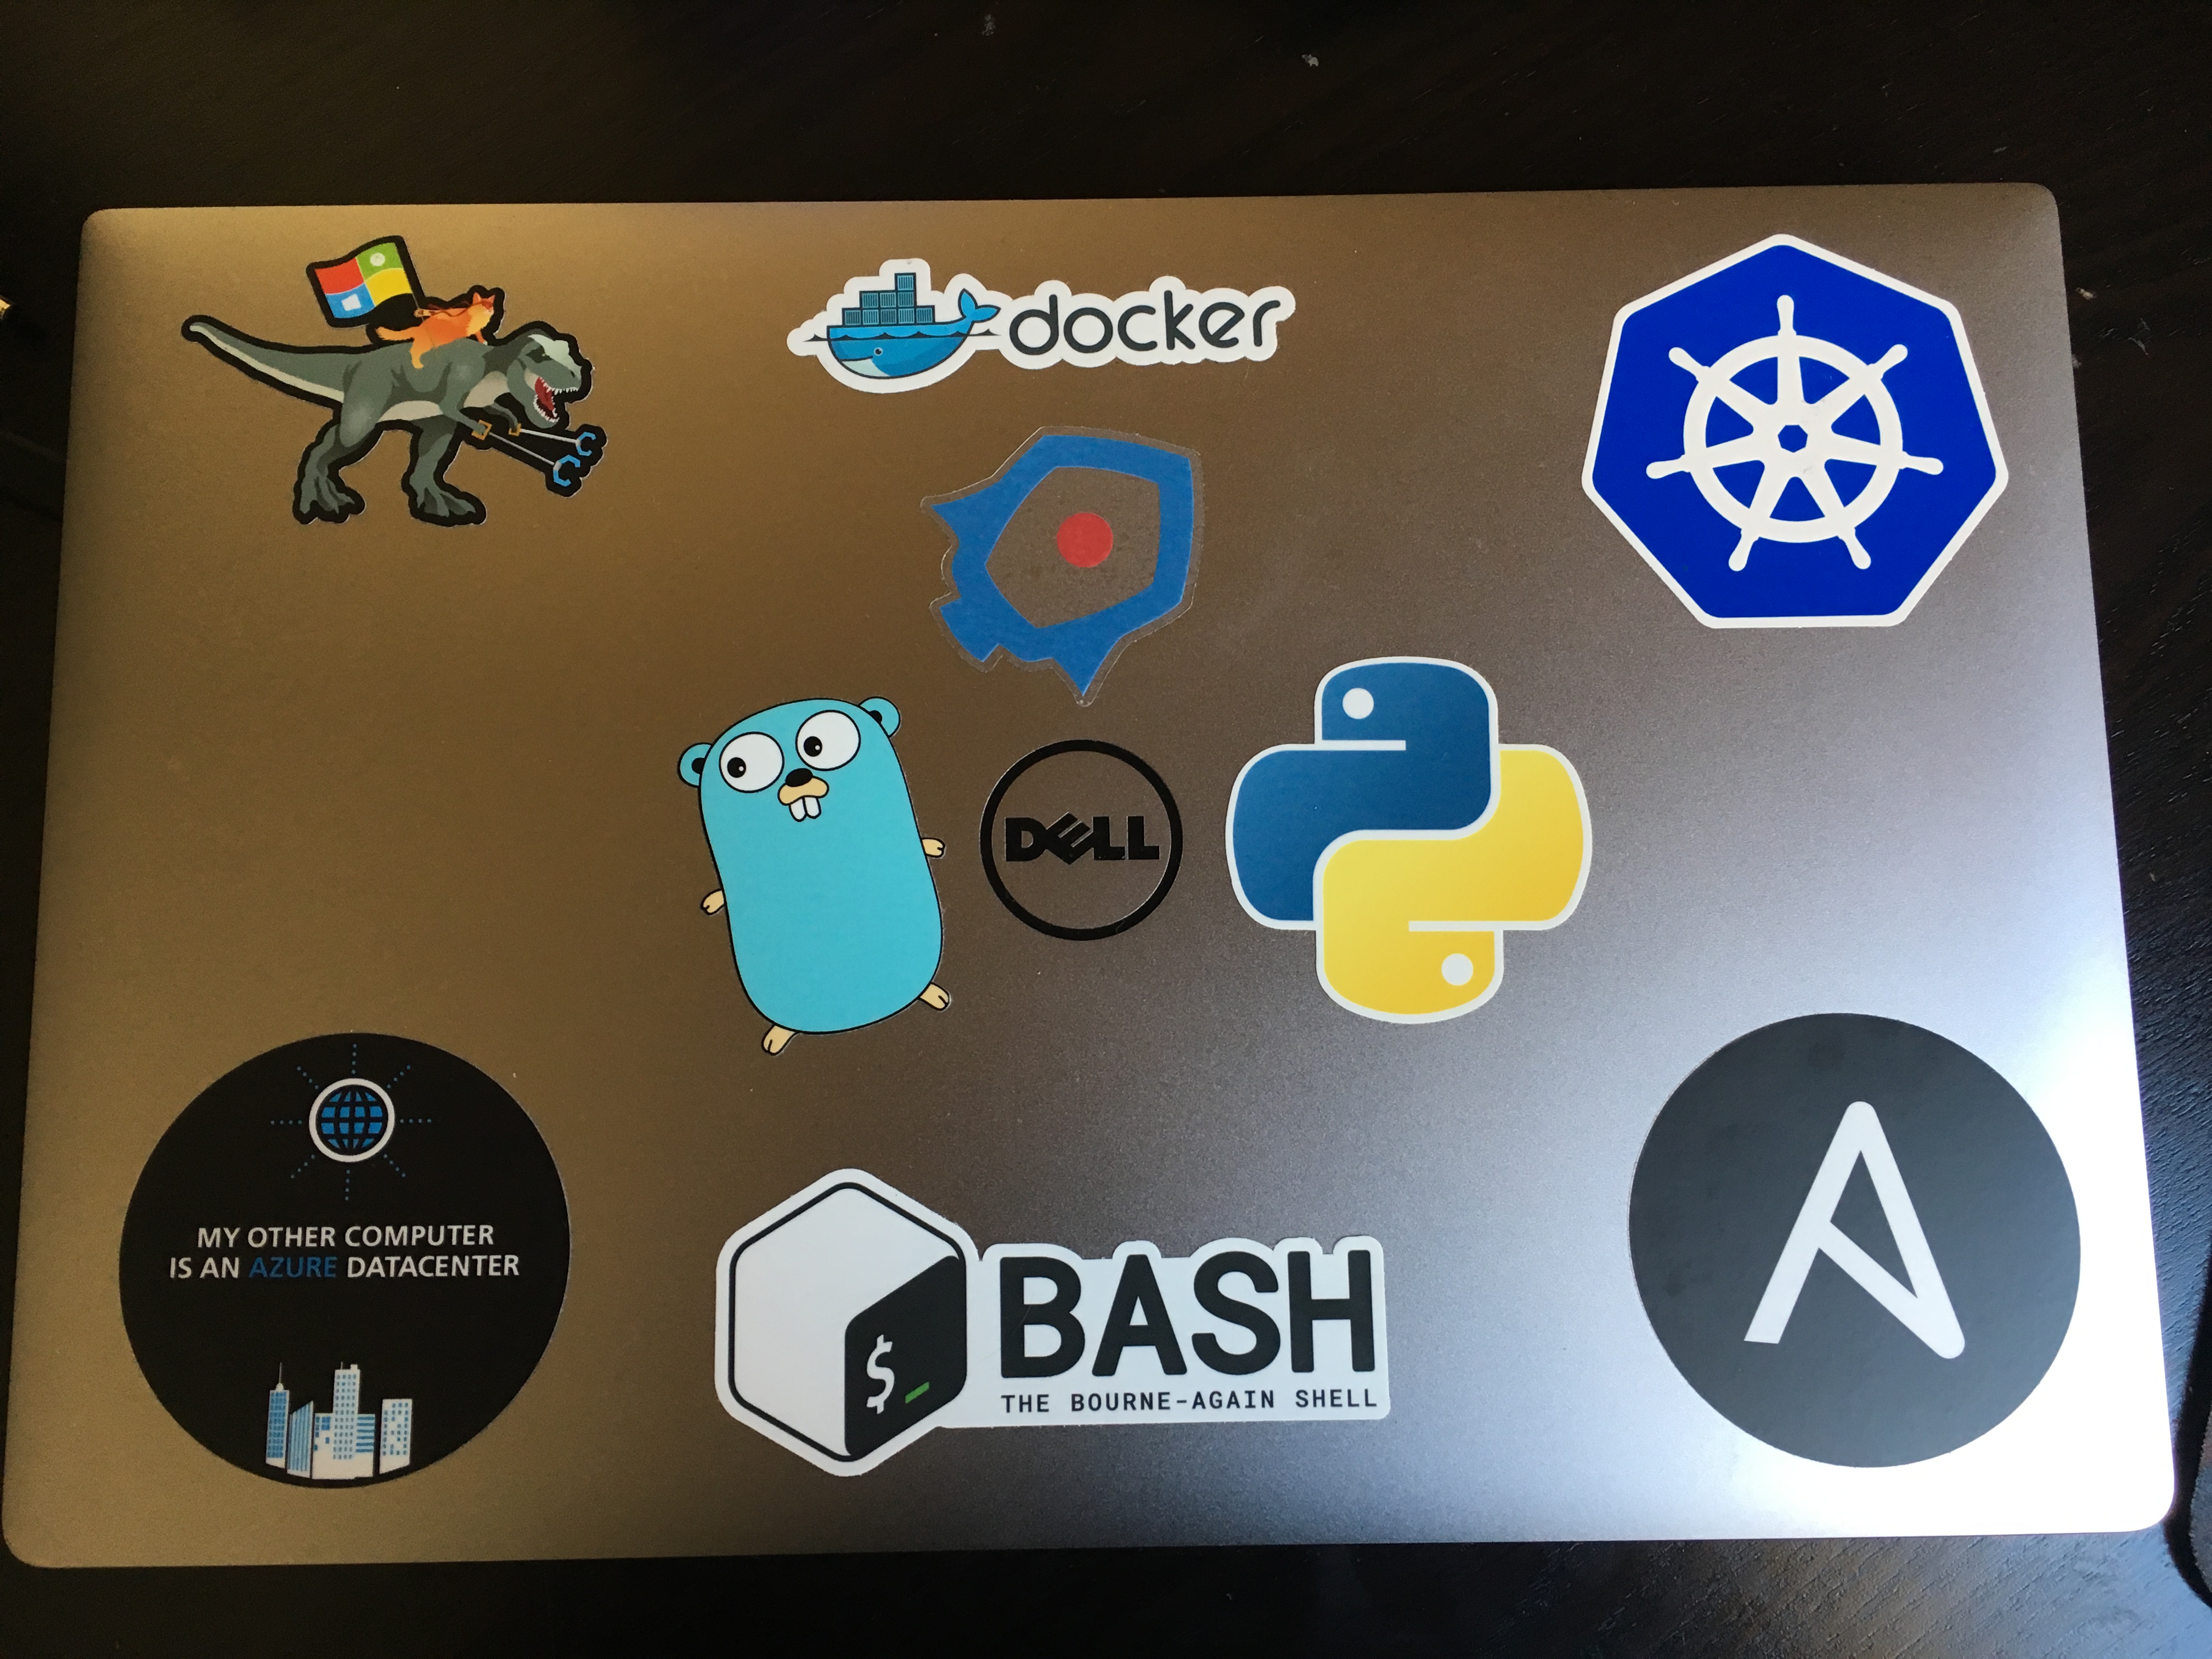 docker
DELL
MY OTHER COMPUTER
IS AN AZURE DATACENTER
$_
BASH
THE BOURNE-AGAIN SHELL